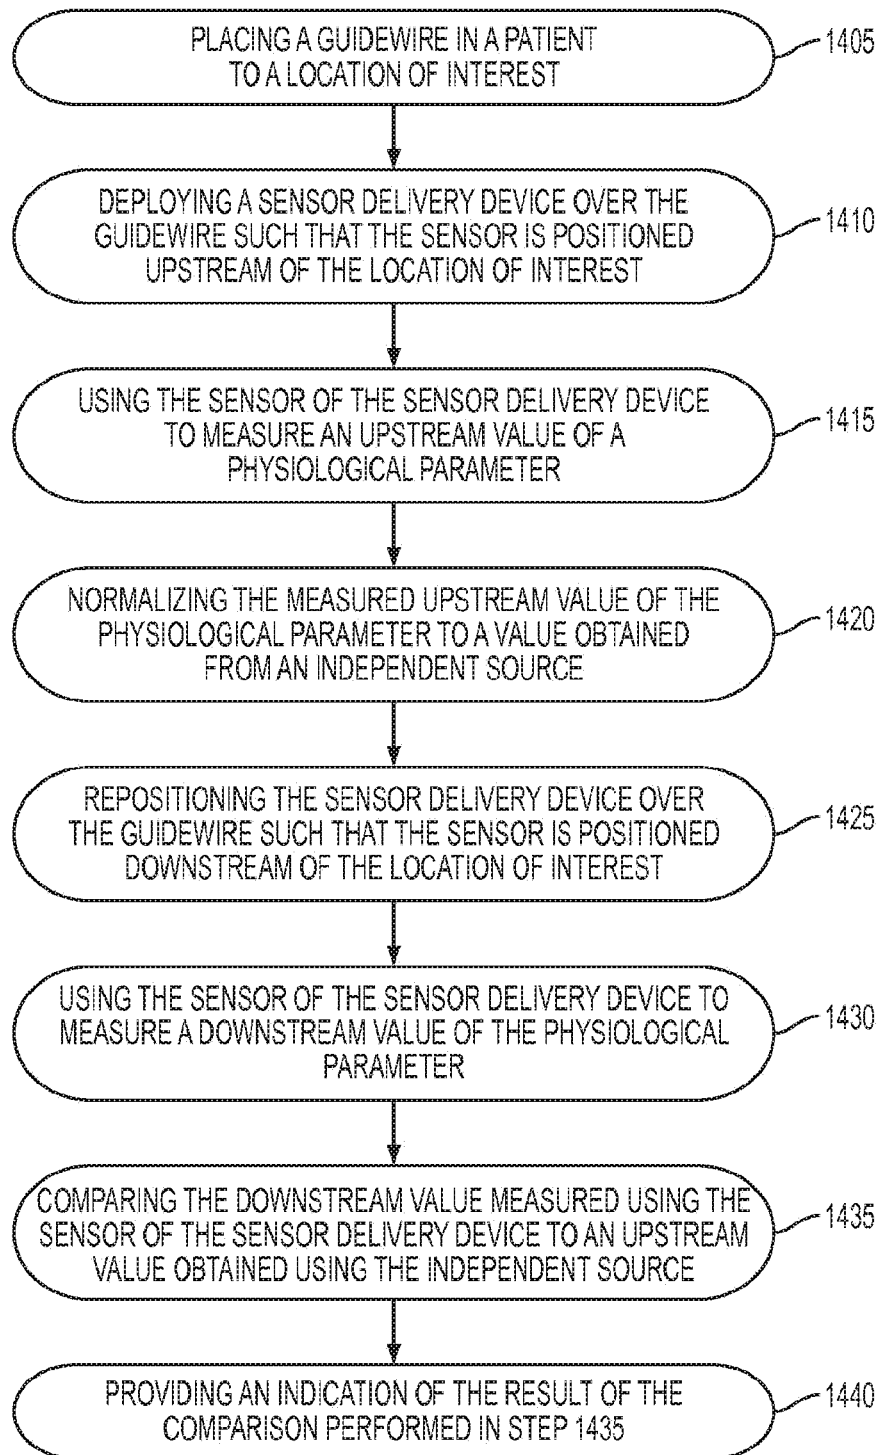 PLACING A GUIDEWIRE IN A PATIENT
TO A LOCATION OF INTEREST
1405
DEPLOYING A SENSOR DELIVERY DEVICE OVER THE
GUIDEWIRE SUCH THAT THE SENSOR IS POSITIONED
UPSTREAM OF THE LOCATION OF INTEREST
1410
USING THE SENSOR OF THE SENSOR DELIVERY DEVICE
TO MEASURE AN UPSTREAM VALUE OF A
PHYSIOLOGICAL PARAMETER
1415
NORMALIZING THE MEASURED UPSTREAM VALUE OF THE
PHYSIOLOGICAL PARAMETER TO A VALUE OBTAINED
FROM AN INDEPENDENT SOURCE
1420
REPOSITIONING THE SENSOR DELIVERY DEVICE OVER
THE GUIDEWIRE SUCH THAT THE SENSOR IS POSITIONED
DOWNSTREAM OF THE LOCATION OF INTEREST
1425
USING THE SENSOR OF THE SENSOR DELIVERY DEVICE TO
MEASURE A DOWNSTREAM VALUE OF THE PHYSIOLOGICAL
PARAMETER
1430
COMPARING THE DOWNSTREAM VALUE MEASURED USING THE
SENSOR OF THE SENSOR DELIVERY DEVICE TO AN UPSTREAM
VALUE OBTAINED USING THE INDEPENDENT SOURCE
1435
PROVIDING AN INDICATION OF THE RESULT OF THE
COMPARISON PERFORMED IN STEP 1435
1440